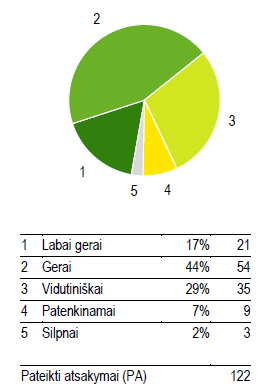 2
3
1
5
4
1 Labai gerai 17% 21
2 Gerai 44% 54
3 Vidutiniškai 29% 35
4 Patenkinamai 7% 9
5 Silpnai 2% 3
Pateikti atsakymai (PA) 122